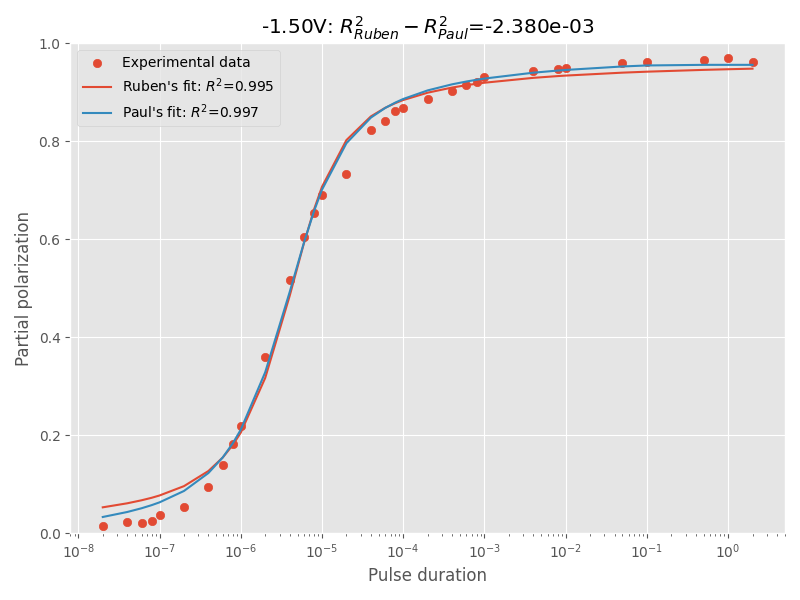 -1.50V: $R^2_{Ruben} - R^2_{Paul}$=-2.380e-03
Experimental data
Ruben's fit: $R^2$=0.995
Paul's fit: $R^2$=0.997
Partial polarization
1.0
0.8
0.6
0.4
0.2
0.0
$10^{-8}$ $10^{-7}$ $10^{-6}$ $10^{-5}$ $10^{-4}$ $10^{-3}$ $10^{-2}$ $10^{-1}$ $10^{0}$
Pulse duration